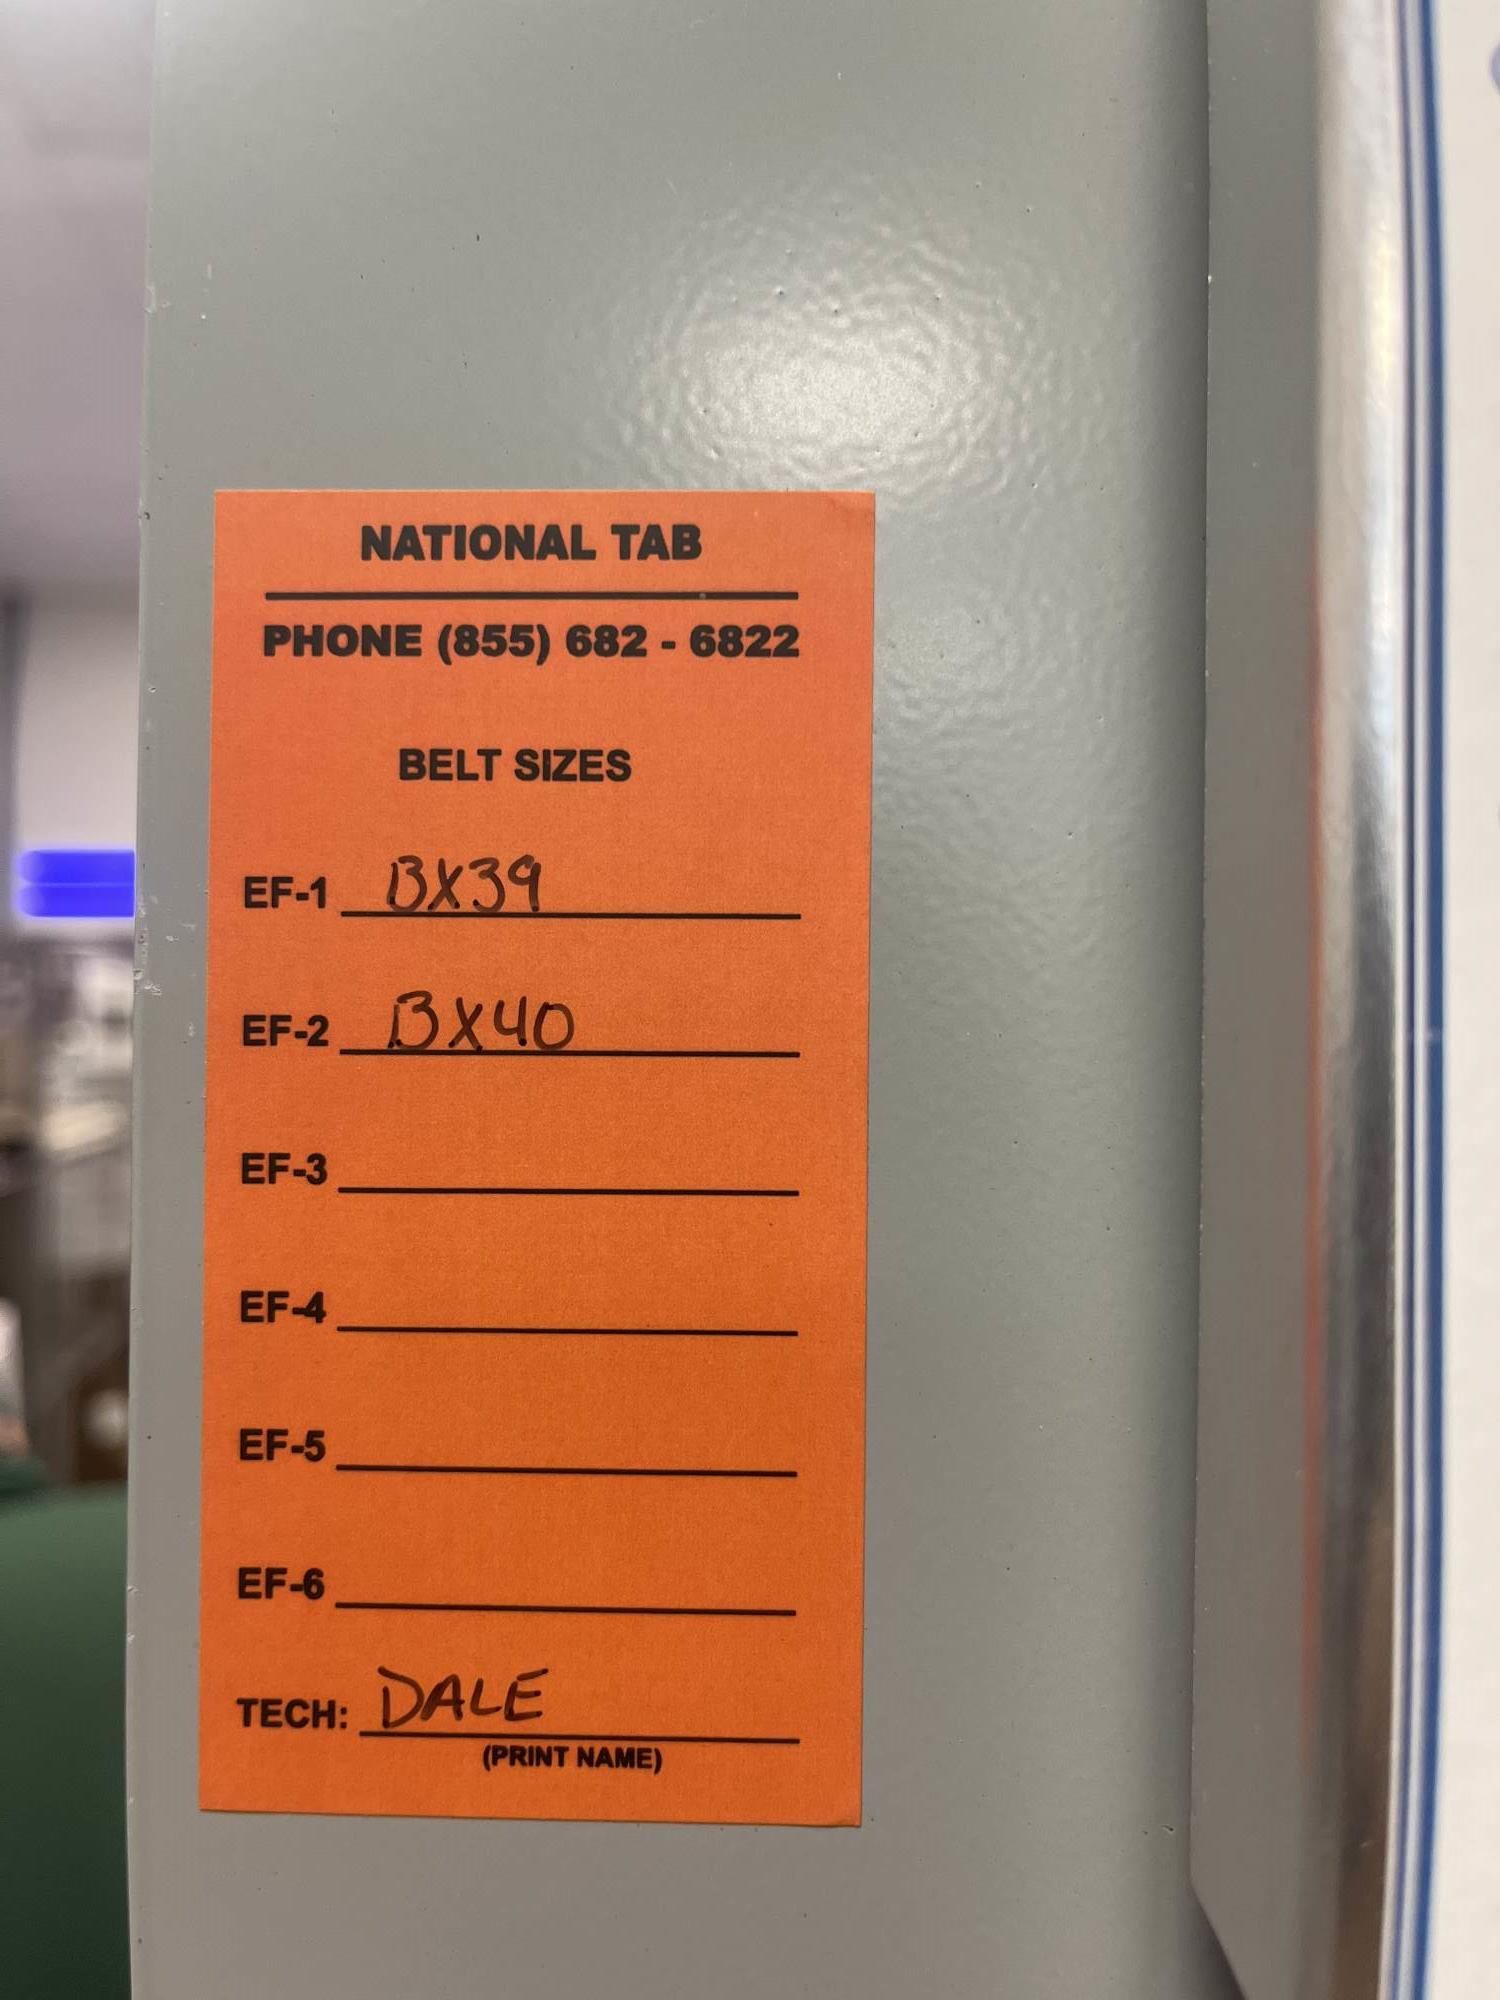 NATIONAL TAB
PHONE (855) 682 - 6822
BELT SIZES
EF-1 BX39
EF-2 BX40
EF-3
EF-4
EF-5
EF-6
TECH: DALE
(PRINT NAME)